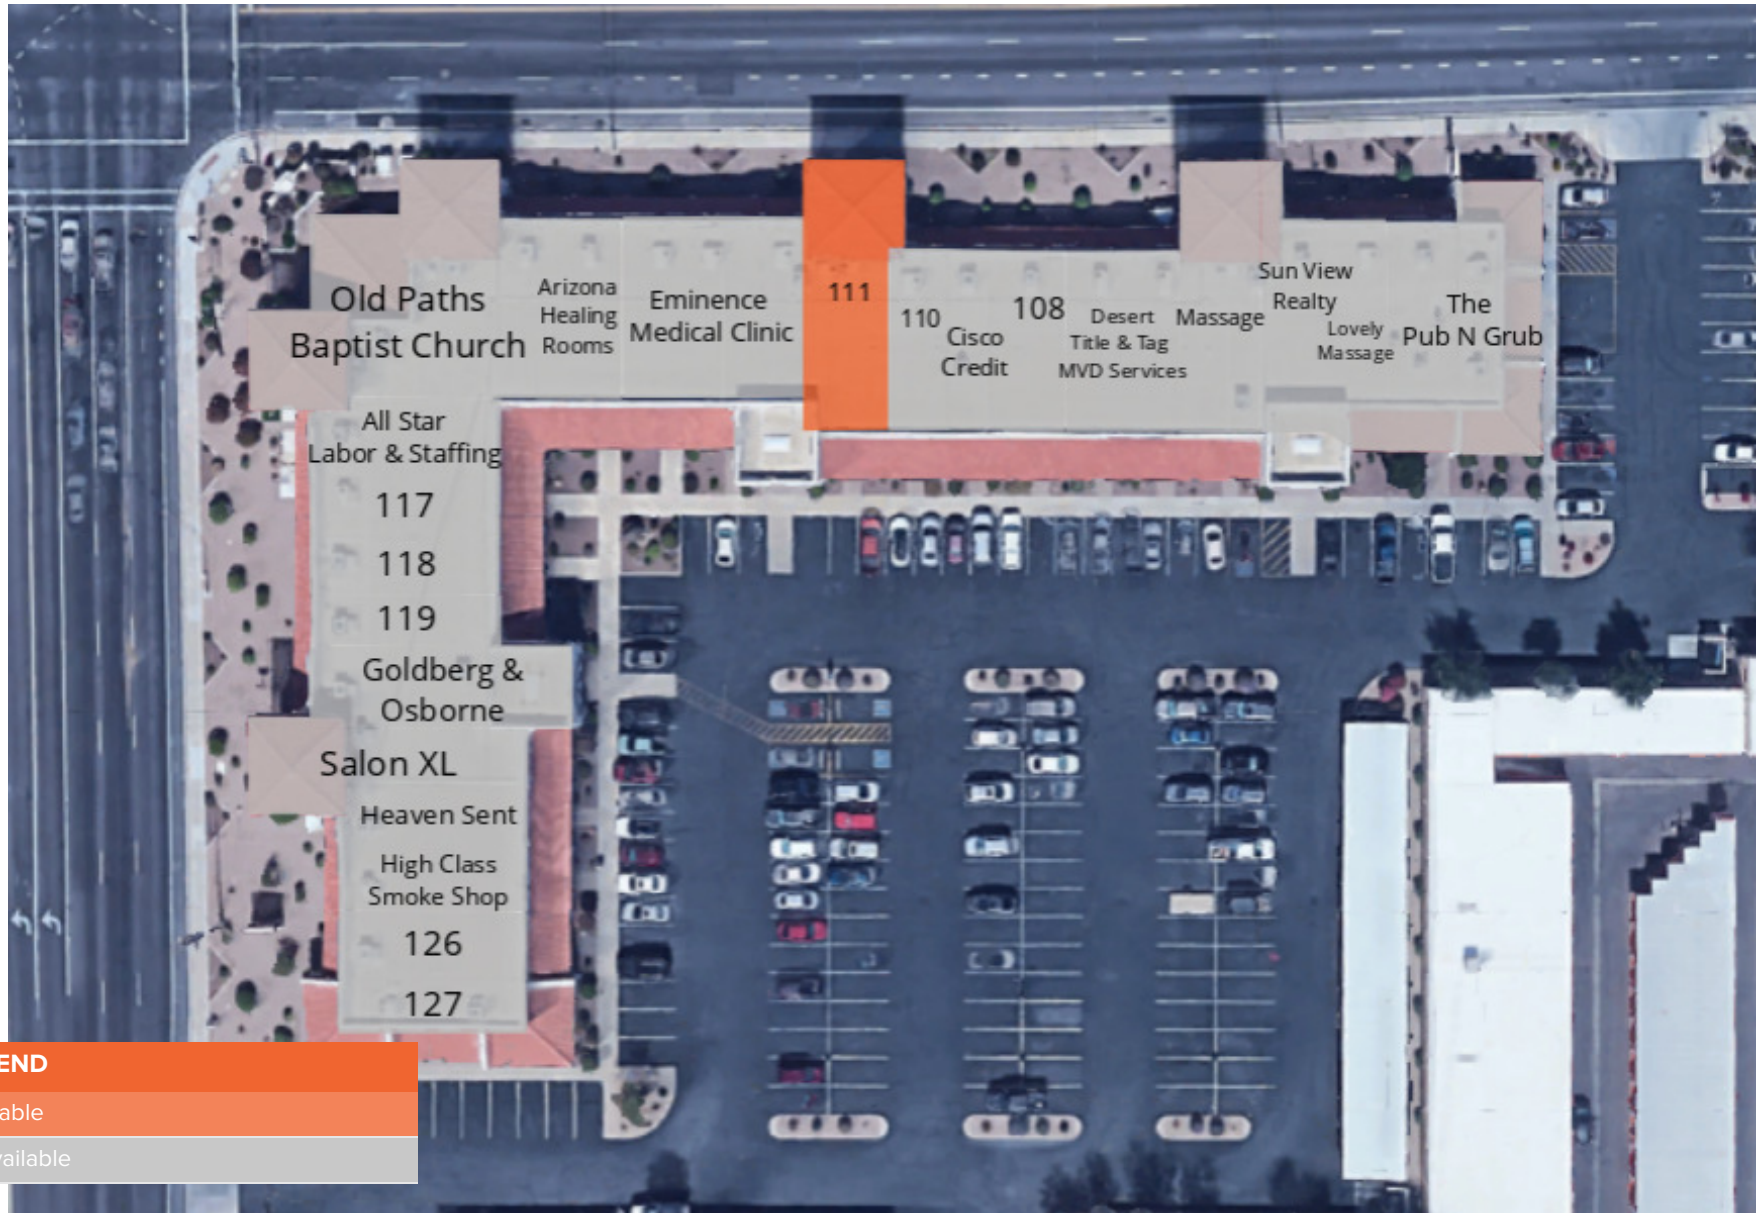 Old Paths
Baptist Church
Arizona
Healing
Rooms
Eminence
Medical Clinic
111
110
Cisco
Credit
108
Desert
Title & Tag
MVD Services
Massage
Sun View
Realty
Lovely
Massage
The
Pub N Grub
All Star
Labor & Staffing
117
118
119
Goldberg &
Osborne
Salon XL
Heaven Sent
High Class
Smoke Shop
126
127
END
able
vailable